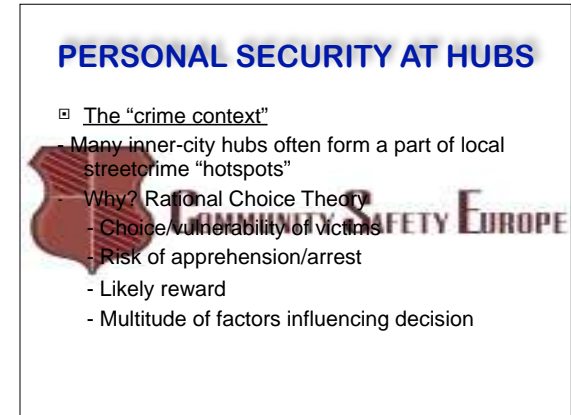 PERSONAL SECURITY AT HUBS
The “crime context”
- Many inner-city hubs often form a part of local
streetcrime “hotspots”
- Why? Rational Choice Theory
- Choice/vulnerability of victims
- Risk of apprehension/arrest
- Likely reward
- Multitude of factors influencing decision
COMMUNITY SAFETY EUROPE